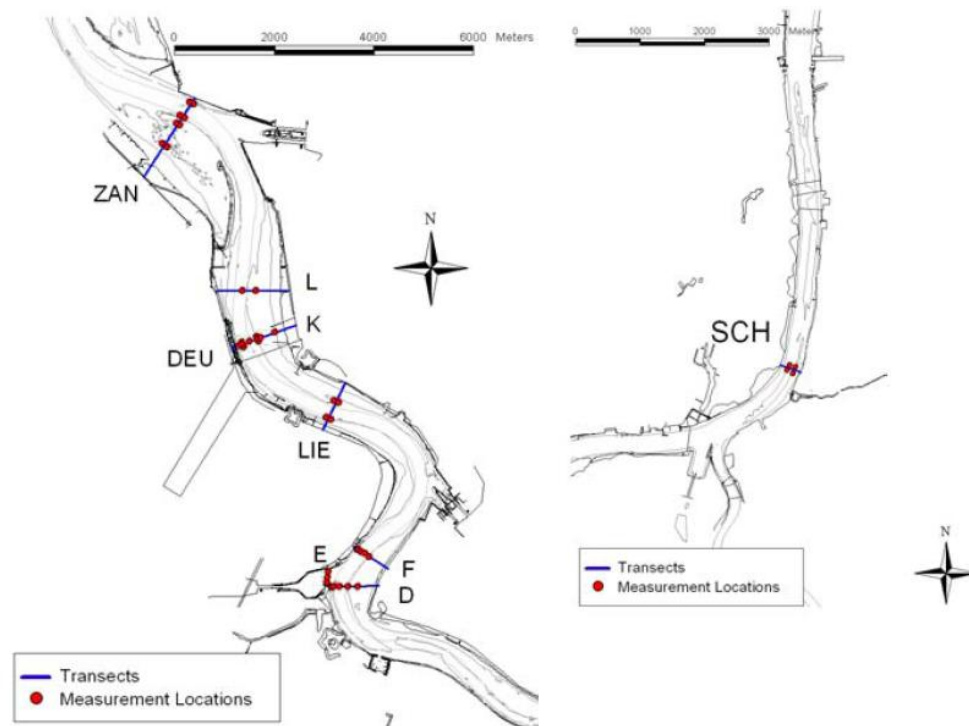 0 2000 4000 6000 Meters
ZAN
N
L
K
DEU
LIE
E
F
D
Transects
Measurement Locations
0 1000 2000 3000 Meters
SCH
Transects
Measurement Locations
N